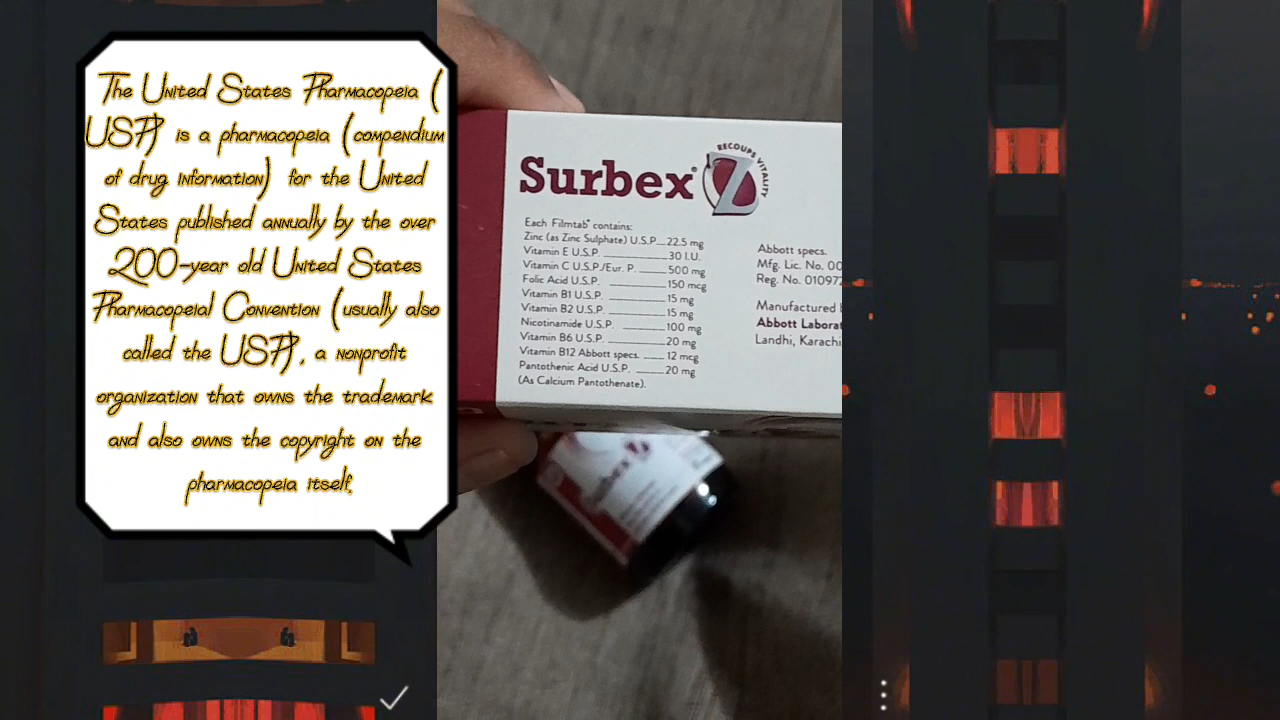 The United States Pharmacopeia (
USP) is a pharmacopeia (compendium
of drug information) for the United
States published annually by the over
200-year old United States
Pharmacopeial Convention (usually also
called the USP), a nonprofit
organization that owns the trademark
and also owns the copyright on the
pharmacopeia itself.
Surbex® Z
RECOUPS VITALITY
Each Filmtab* contains:
Zinc (as Zinc Sulphate) U.S.P. 22.5 mg
Vitamin E U.S.P. 30 I.U.
Vitamin C U.S.P./Eur. P. 500 mg
Folic Acid U.S.P. 150 mcg
Vitamin B1 U.S.P. 15 mg
Vitamin B2 U.S.P. 15 mg
Nicotinamide U.S.P. 100 mg
Vitamin B6 U.S.P. 20 mg
Vitamin B12 Abbott specs. 12 mcg
Pantothenic Acid U.S.P. 20 mg
(As Calcium Pantothenate).
Abbott specs.
Mfg. Lic. No. 00
Reg. No. 01097
Manufactured
Abbott Laborat
Landhi, Karachi